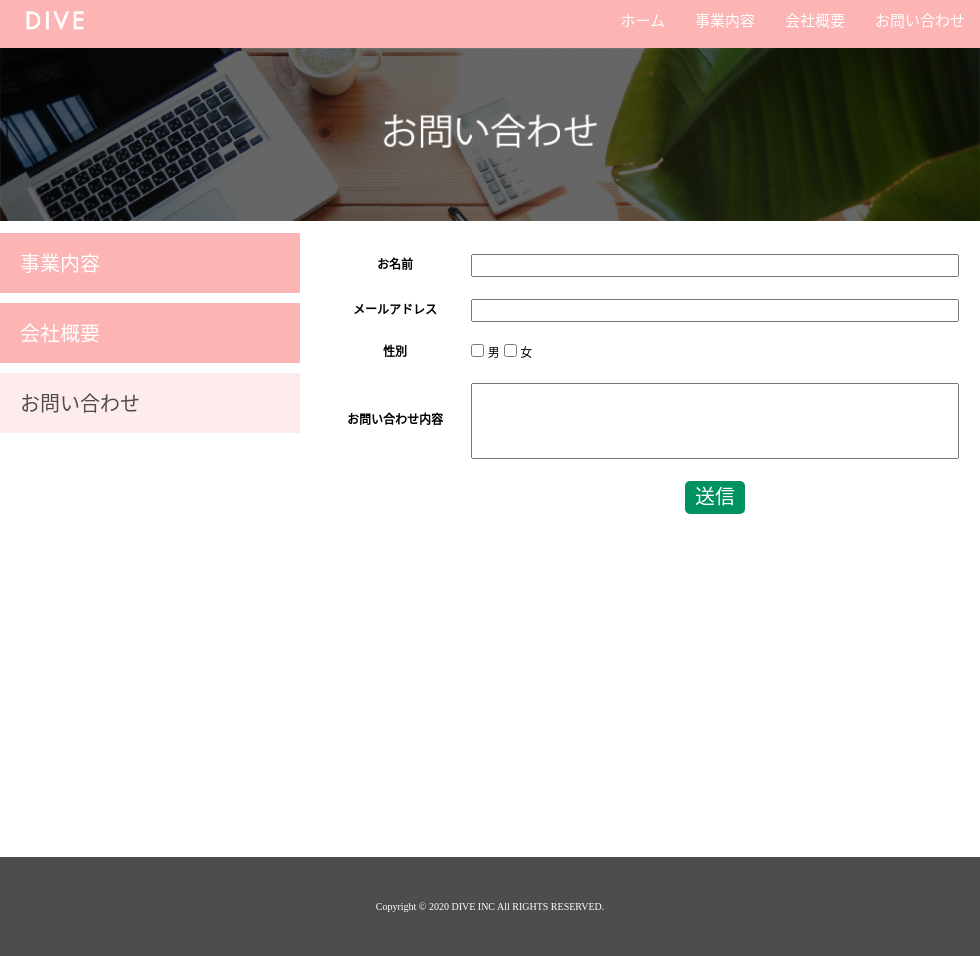 DIVE
ホーム 事業内容 会社概要 お問い合わせ
お問い合わせ
事業内容
会社概要
お問い合わせ
お名前
メールアドレス
性別 男 女
お問い合わせ内容
送信
Copyright © 2020 DIVE INC All RIGHTS RESERVED.